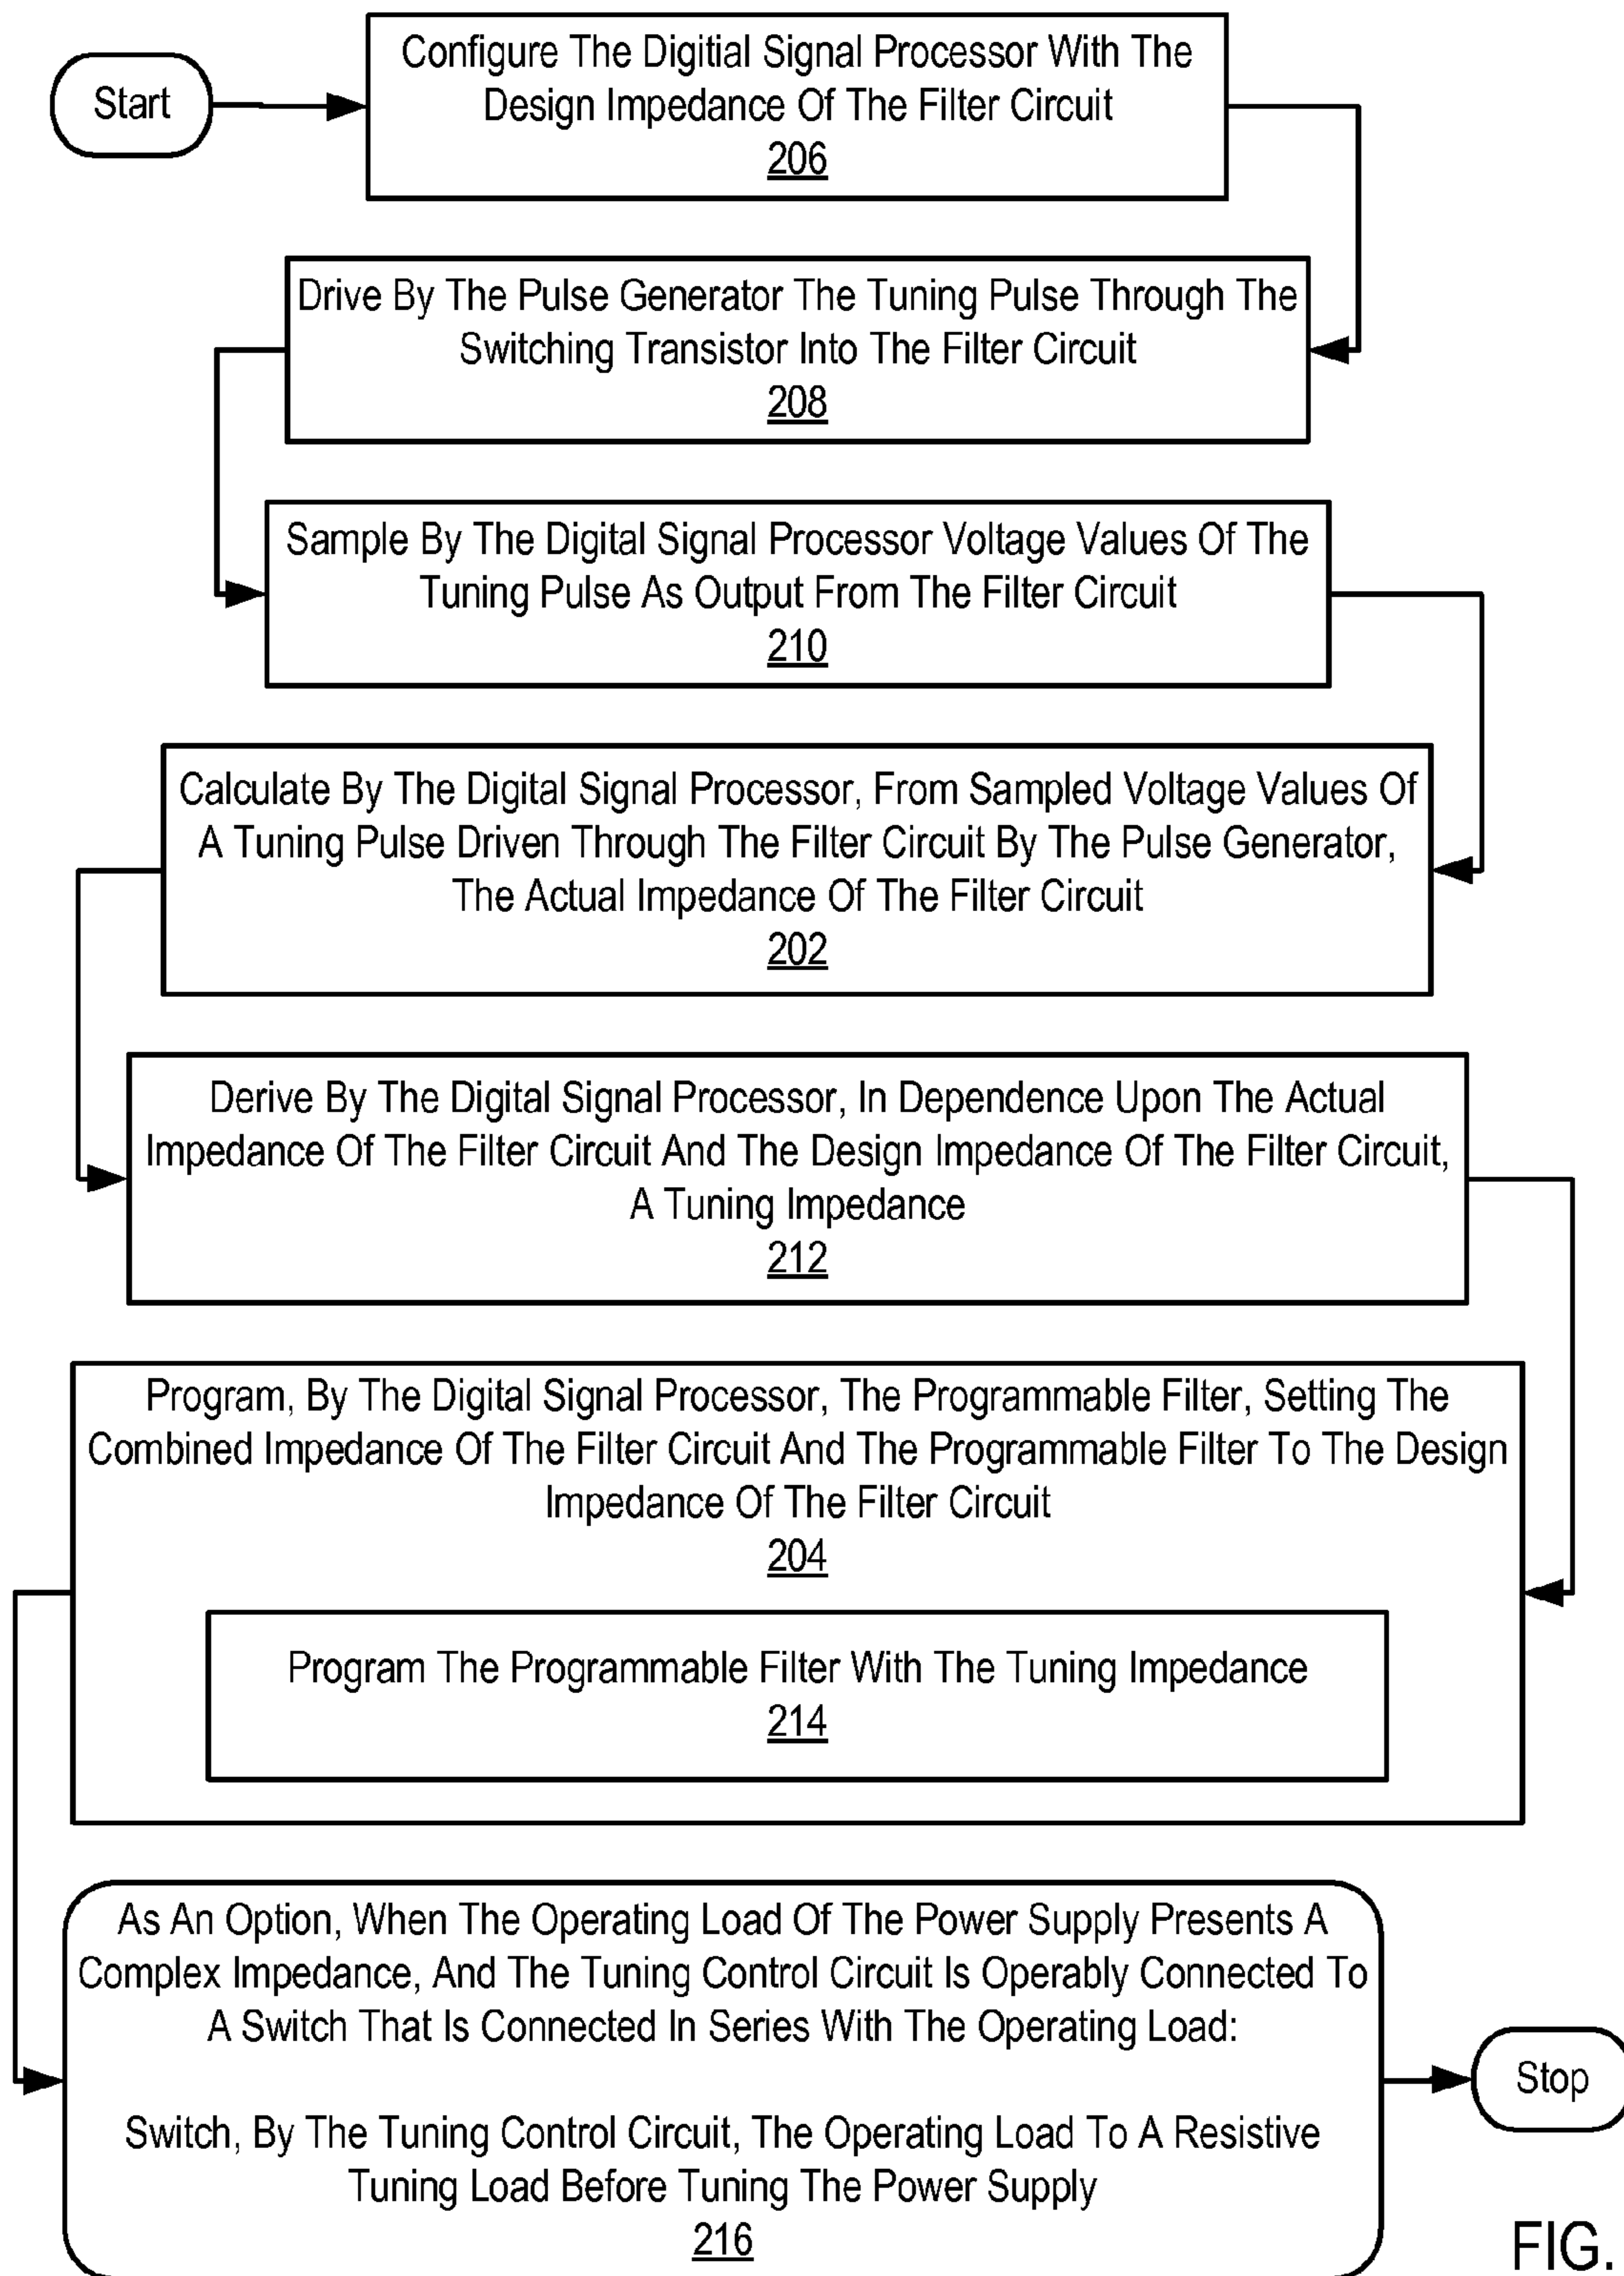 Start
Configure The Digitial Signal Processor With The
Design Impedance Of The Filter Circuit
206
Drive By The Pulse Generator The Tuning Pulse Through The
Switching Transistor Into The Filter Circuit
208
Sample By The Digital Signal Processor Voltage Values Of The
Tuning Pulse As Output From The Filter Circuit
210
Calculate By The Digital Signal Processor, From Sampled Voltage Values Of
A Tuning Pulse Driven Through The Filter Circuit By The Pulse Generator,
The Actual Impedance Of The Filter Circuit
202
Derive By The Digital Signal Processor, In Dependence Upon The Actual
Impedance Of The Filter Circuit And The Design Impedance Of The Filter Circuit,
A Tuning Impedance
212
Program, By The Digital Signal Processor, The Programmable Filter, Setting The
Combined Impedance Of The Filter Circuit And The Programmable Filter To The Design
Impedance Of The Filter Circuit
204
Program The Programmable Filter With The Tuning Impedance
214
As An Option, When The Operating Load Of The Power Supply Presents A
Complex Impedance, And The Tuning Control Circuit Is Operably Connected To
A Switch That Is Connected In Series With The Operating Load:
Switch, By The Tuning Control Circuit, The Operating Load To A Resistive
Tuning Load Before Tuning The Power Supply
216
Stop
FIG.